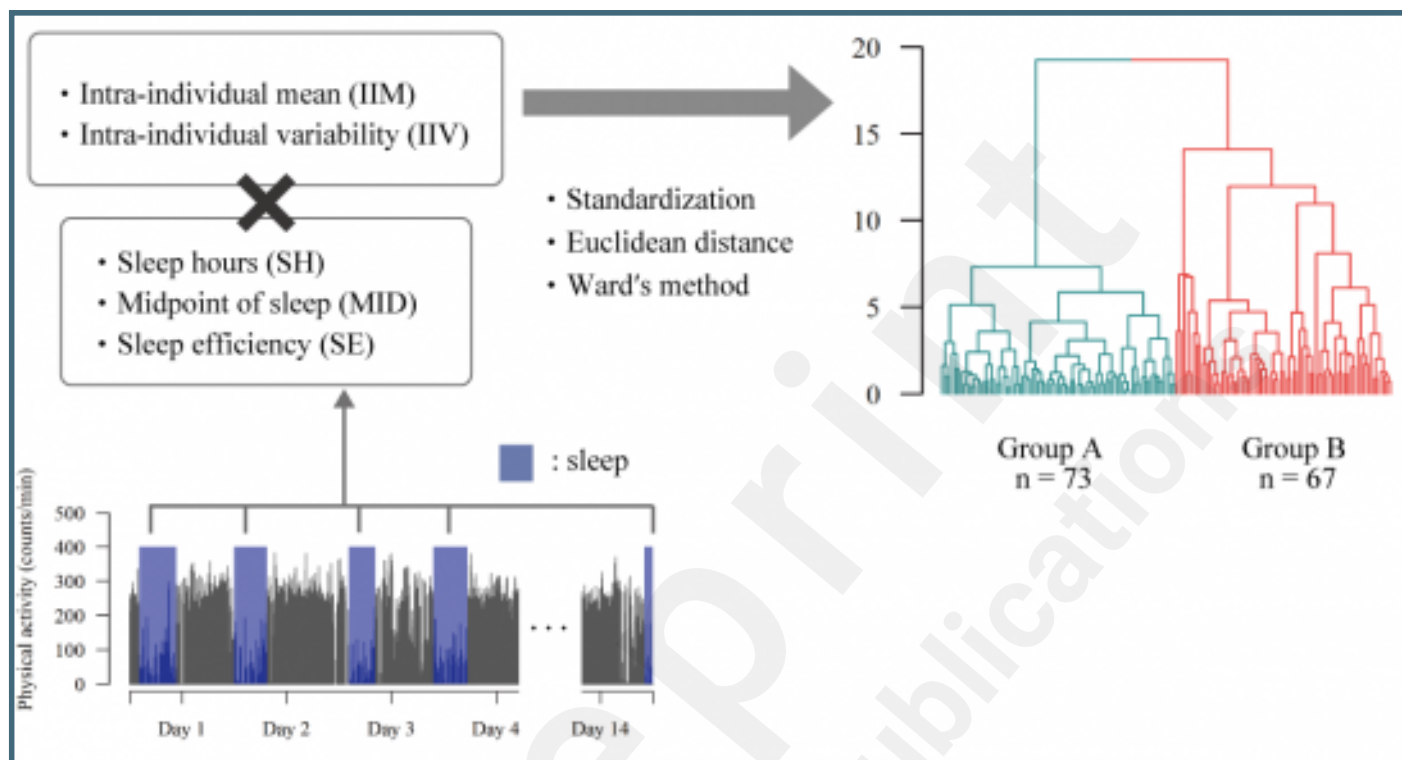 • Intra-individual mean (IIM)
• Intra-individual variability (IIV)
• Sleep hours (SH)
• Midpoint of sleep (MID)
• Sleep efficiency (SE)
• Standardization
• Euclidean distance
• Ward's method
20
15
10
5
0
Group A
n = 73
Group B
n = 67
: sleep
Physical activity (counts/min)
500
400
300
200
100
0
...
Day 1
Day 2
Day 3
Day 4
Day 14
eprint
ublications